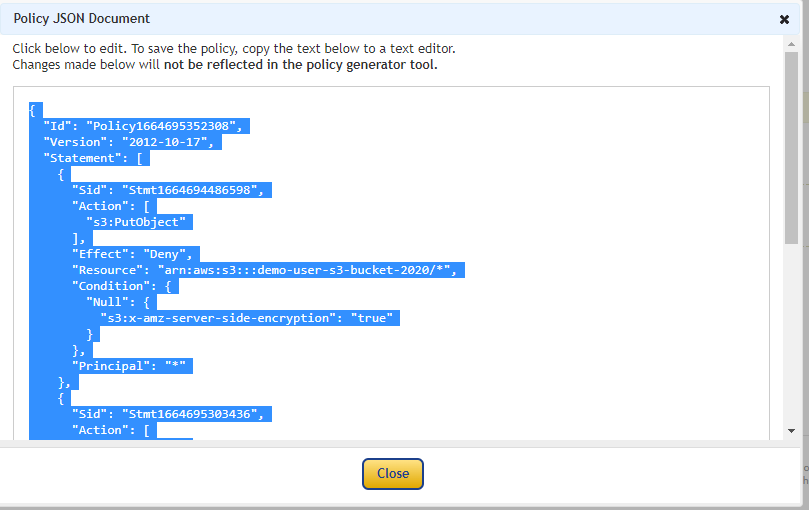 Policy JSON Document
Click below to edit. To save the policy, copy the text below to a text editor.
Changes made below will not be reflected in the policy generator tool.
{
"Id": "Policy1664695352308",
"Version": "2012-10-17",
"Statement": [
{
"Sid": "Stmt1664694486598",
"Action": [
"s3:PutObject"
],
"Effect": "Deny",
"Resource": "arn:aws:s3:::demo-user-s3-bucket-2020/*",
"Condition": {
"Null": {
"s3:x-amz-server-side-encryption": "true"
}
},
"Principal": "*"
},
{
"Sid": "Stmt1664695303436",
"Action": [
Close